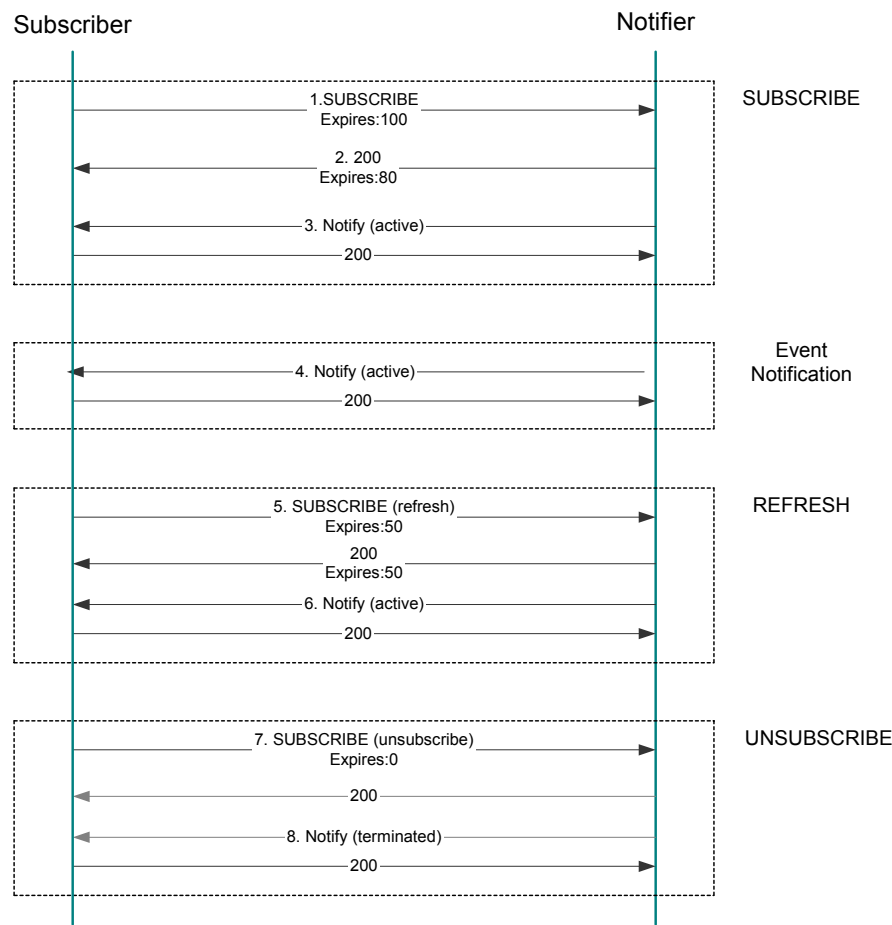 Subscriber
Notifier
1.SUBSCRIBE
Expires:100
SUBSCRIBE
2. 200
Expires:80
3. Notify (active)
200
4. Notify (active)
200
Event
Notification
5. SUBSCRIBE (refresh)
Expires:50
REFRESH
200
Expires:50
6. Notify (active)
200
7. SUBSCRIBE (unsubscribe)
Expires:0
UNSUBSCRIBE
200
8. Notify (terminated)
200